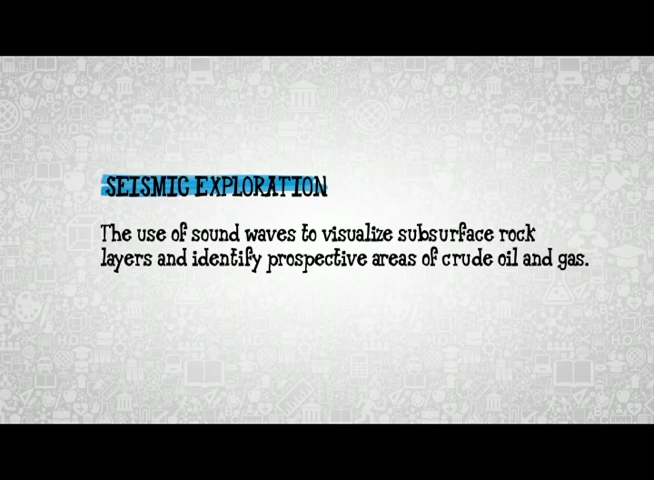 SEISMIC EXPLORATION
The use of sound waves to visualize subsurface rock
layers and identify prospective areas of crude oil and gas.